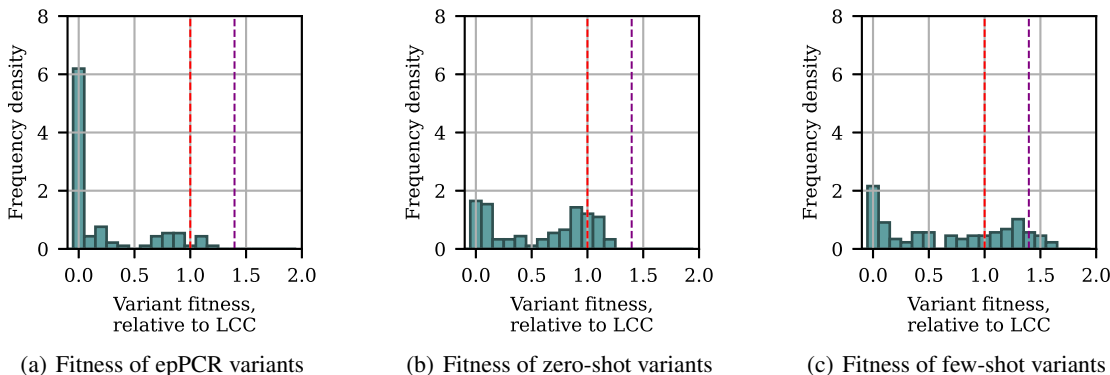 8
6
4
2
0
Frequency density
0.0 0.5 1.0 1.5 2.0
Variant fitness,
relative to LCC
(a) Fitness of epPCR variants
8
6
4
2
0
Frequency density
0.0 0.5 1.0 1.5 2.0
Variant fitness,
relative to LCC
(b) Fitness of zero-shot variants
8
6
4
2
0
Frequency density
0.0 0.5 1.0 1.5 2.0
Variant fitness,
relative to LCC
(c) Fitness of few-shot variants